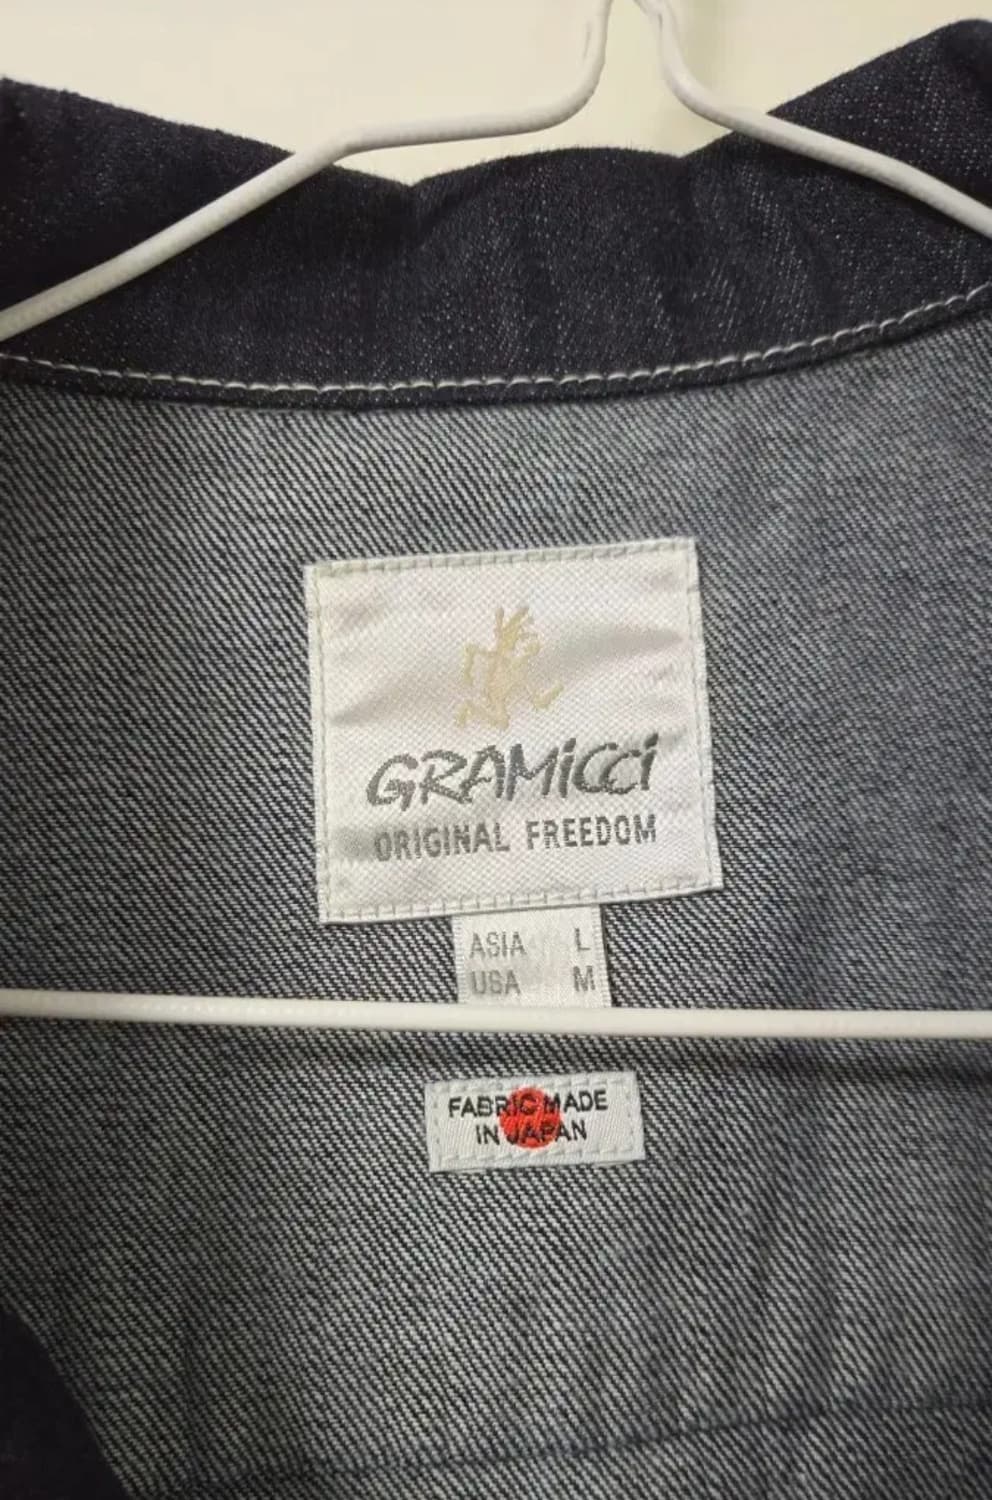 GRAMiCCi
ORIGINAL FREEDOM
ASIA L
USA M
FABRIC MADE
IN JAPAN